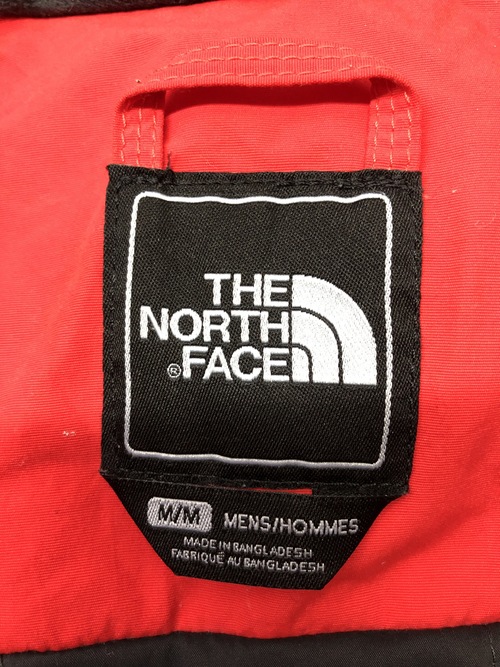 THE
NORTH
®FACE
M/M MENS/HOMMES
MADE IN BANGLADESH
FABRIQUÉ AU BANGLADESH